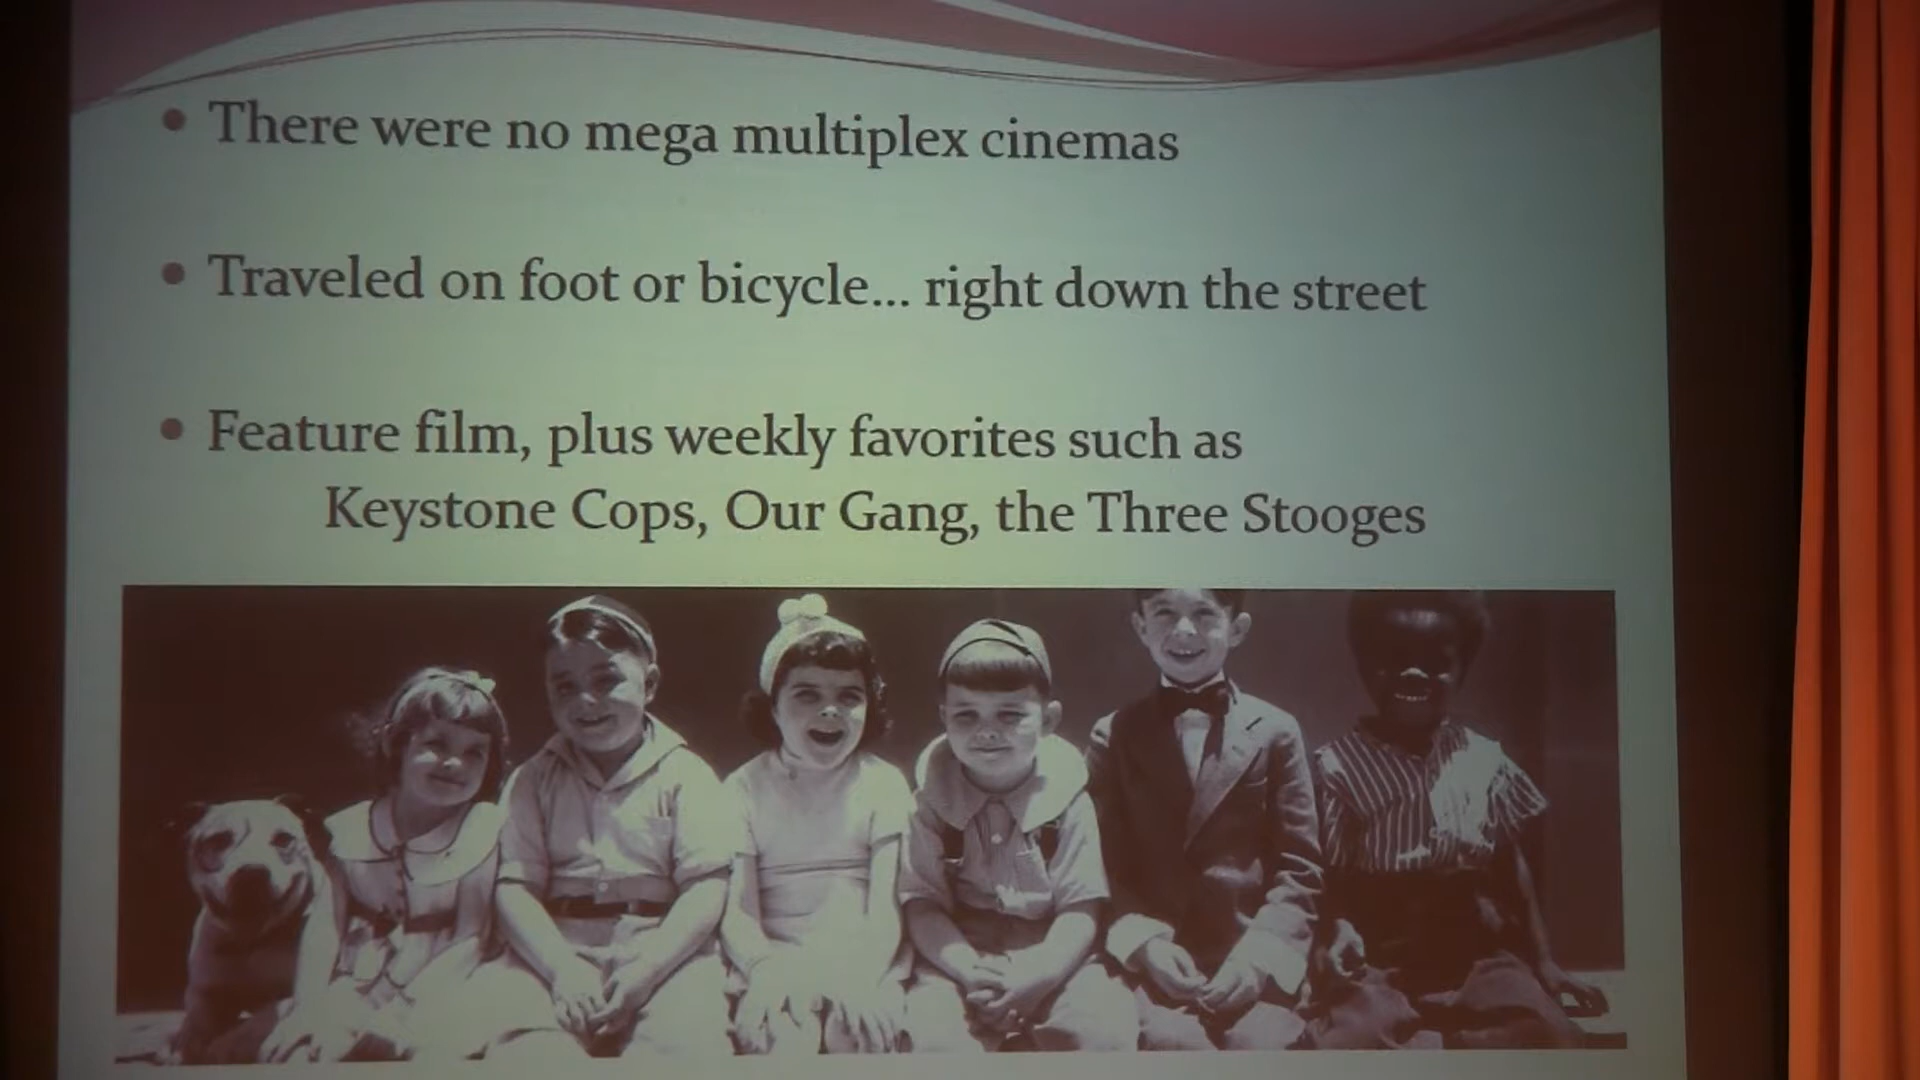 • There were no mega multiplex cinemas
• Traveled on foot or bicycle... right down the street
• Feature film, plus weekly favorites such as
Keystone Cops, Our Gang, the Three Stooges